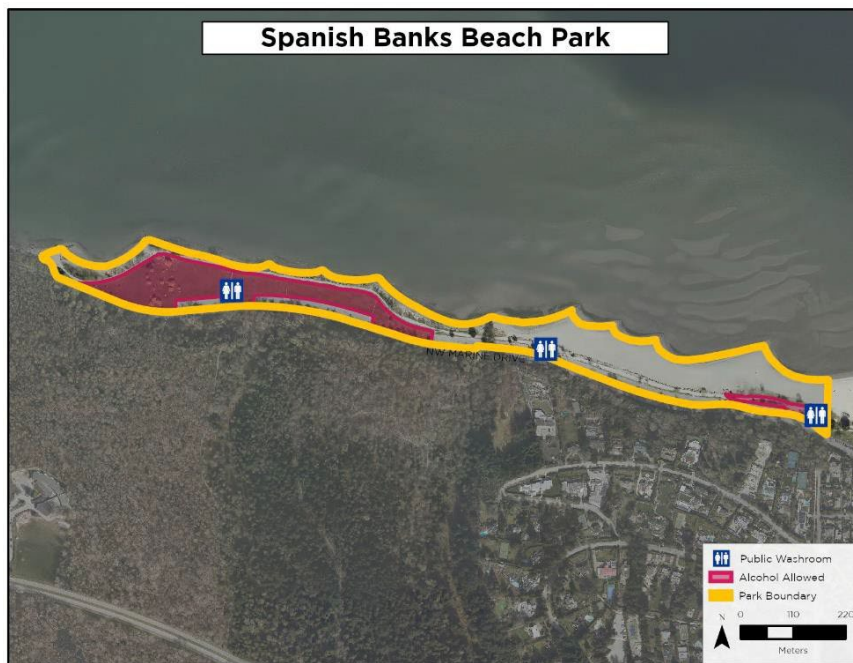 Spanish Banks Beach Park
NW MARINE DRIVE
Public Washroom
Alcohol Allowed
Park Boundary
N
0 110 220
Meters